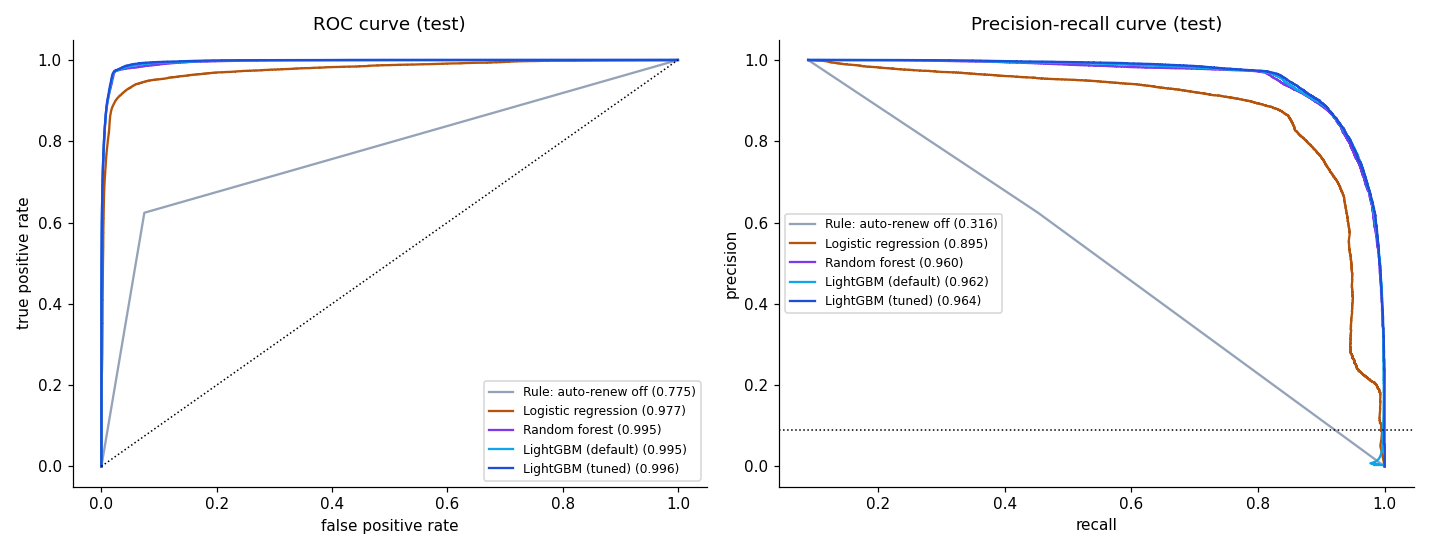 ROC curve (test)
1.0
0.8
0.6
0.4
0.2
0.0
true positive rate
0.0 0.2 0.4 0.6 0.8 1.0
false positive rate
Rule: auto-renew off (0.775)
Logistic regression (0.977)
Random forest (0.995)
LightGBM (default) (0.995)
LightGBM (tuned) (0.996)
Precision-recall curve (test)
1.0
0.8
0.6
0.4
0.2
0.0
precision
0.2 0.4 0.6 0.8 1.0
recall
Rule: auto-renew off (0.316)
Logistic regression (0.895)
Random forest (0.960)
LightGBM (default) (0.962)
LightGBM (tuned) (0.964)